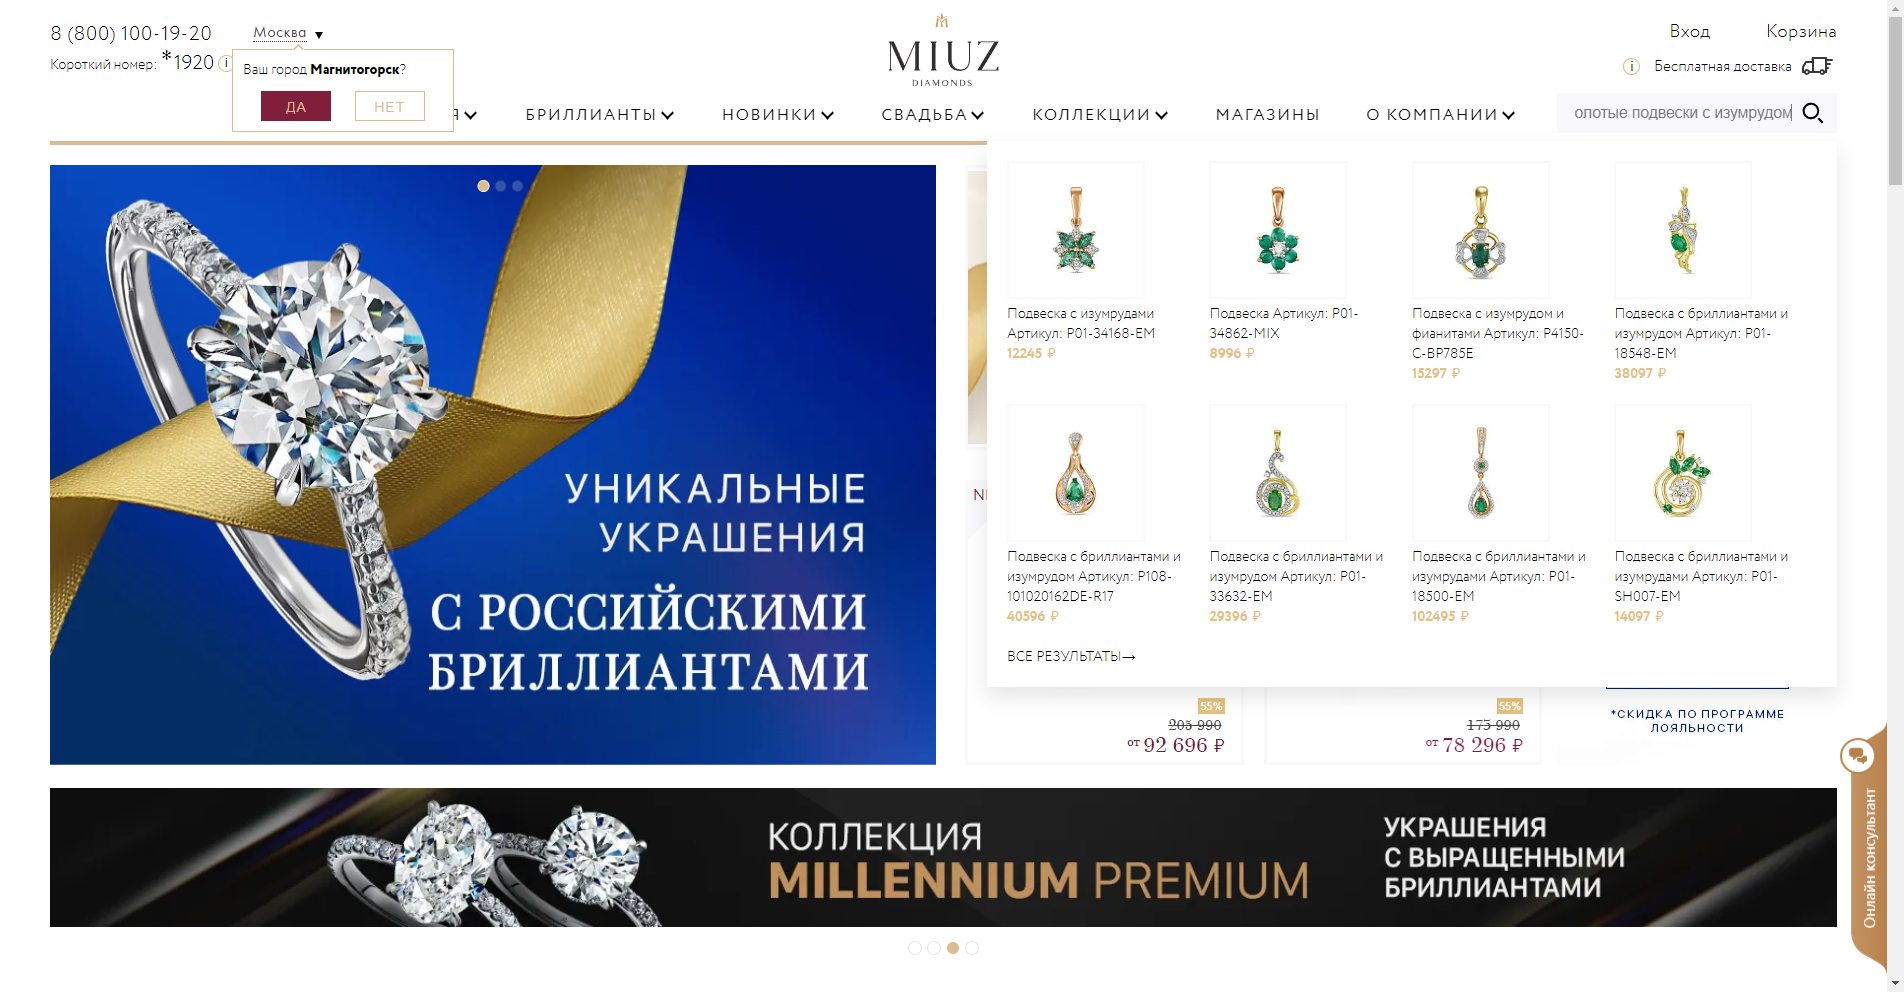 8 (800) 100-19-20
Москва ▼
Короткий номер: *1920 i
Ваш город Магнитогорск?
ДА
НЕТ
MIUZ
DIAMONDS
Вход
Корзина
i Бесплатная доставка
БРИЛЛИАНТЫ
НОВИНКИ
СВАДЬБА
КОЛЛЕКЦИИ
МАГАЗИНЫ
О КОМПАНИИ
олотые подвески с изумрудом
УНИКАЛЬНЫЕ
УКРАШЕНИЯ
С РОССИЙСКИМИ
БРИЛЛИАНТАМИ
Подвеска с изумрудами
Артикул: P01-34168-EM
12245 ₽
Подвеска Артикул: P01-
34862-MIX
8996 ₽
Подвеска с изумрудом и
фианитами Артикул: P4150-
C-BP785E
15297 ₽
Подвеска с бриллиантами и
изумрудом Артикул: P01-
18548-EM
38097 ₽
Подвеска с бриллиантами и
изумрудом Артикул: P108-
101020162DE-R17
40596 ₽
Подвеска с бриллиантами и
изумрудом Артикул: P01-
33632-EM
29396 ₽
Подвеска с бриллиантами и
изумрудами Артикул: P01-
18500-EM
102495 ₽
Подвеска с бриллиантами и
изумрудами Артикул: P01-
SH007-EM
14097 ₽
ВСЕ РЕЗУЛЬТАТЫ→
55%
205 990
от 92 696 ₽
55%
173 990
от 78 296 ₽
*СКИДКА ПО ПРОГРАММЕ
ЛОЯЛЬНОСТИ
Онлайн консультант
КОЛЛЕКЦИЯ
MILLENNIUM PREMIUM
УКРАШЕНИЯ
С ВЫРАЩЕННЫМИ
БРИЛЛИАНТАМИ